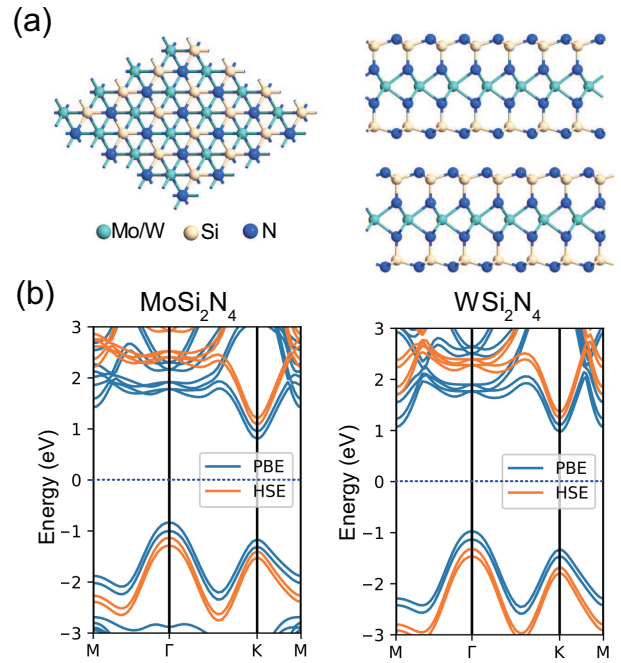 (a)
Mo/W Si N
(b)
MoSi₂N₄
WSi₂N₄
Energy (eV)
3
2
1
0
−1
−2
−3
PBE
HSE
M Γ K M
Energy (eV)
3
2
1
0
−1
−2
−3
PBE
HSE
M Γ K M